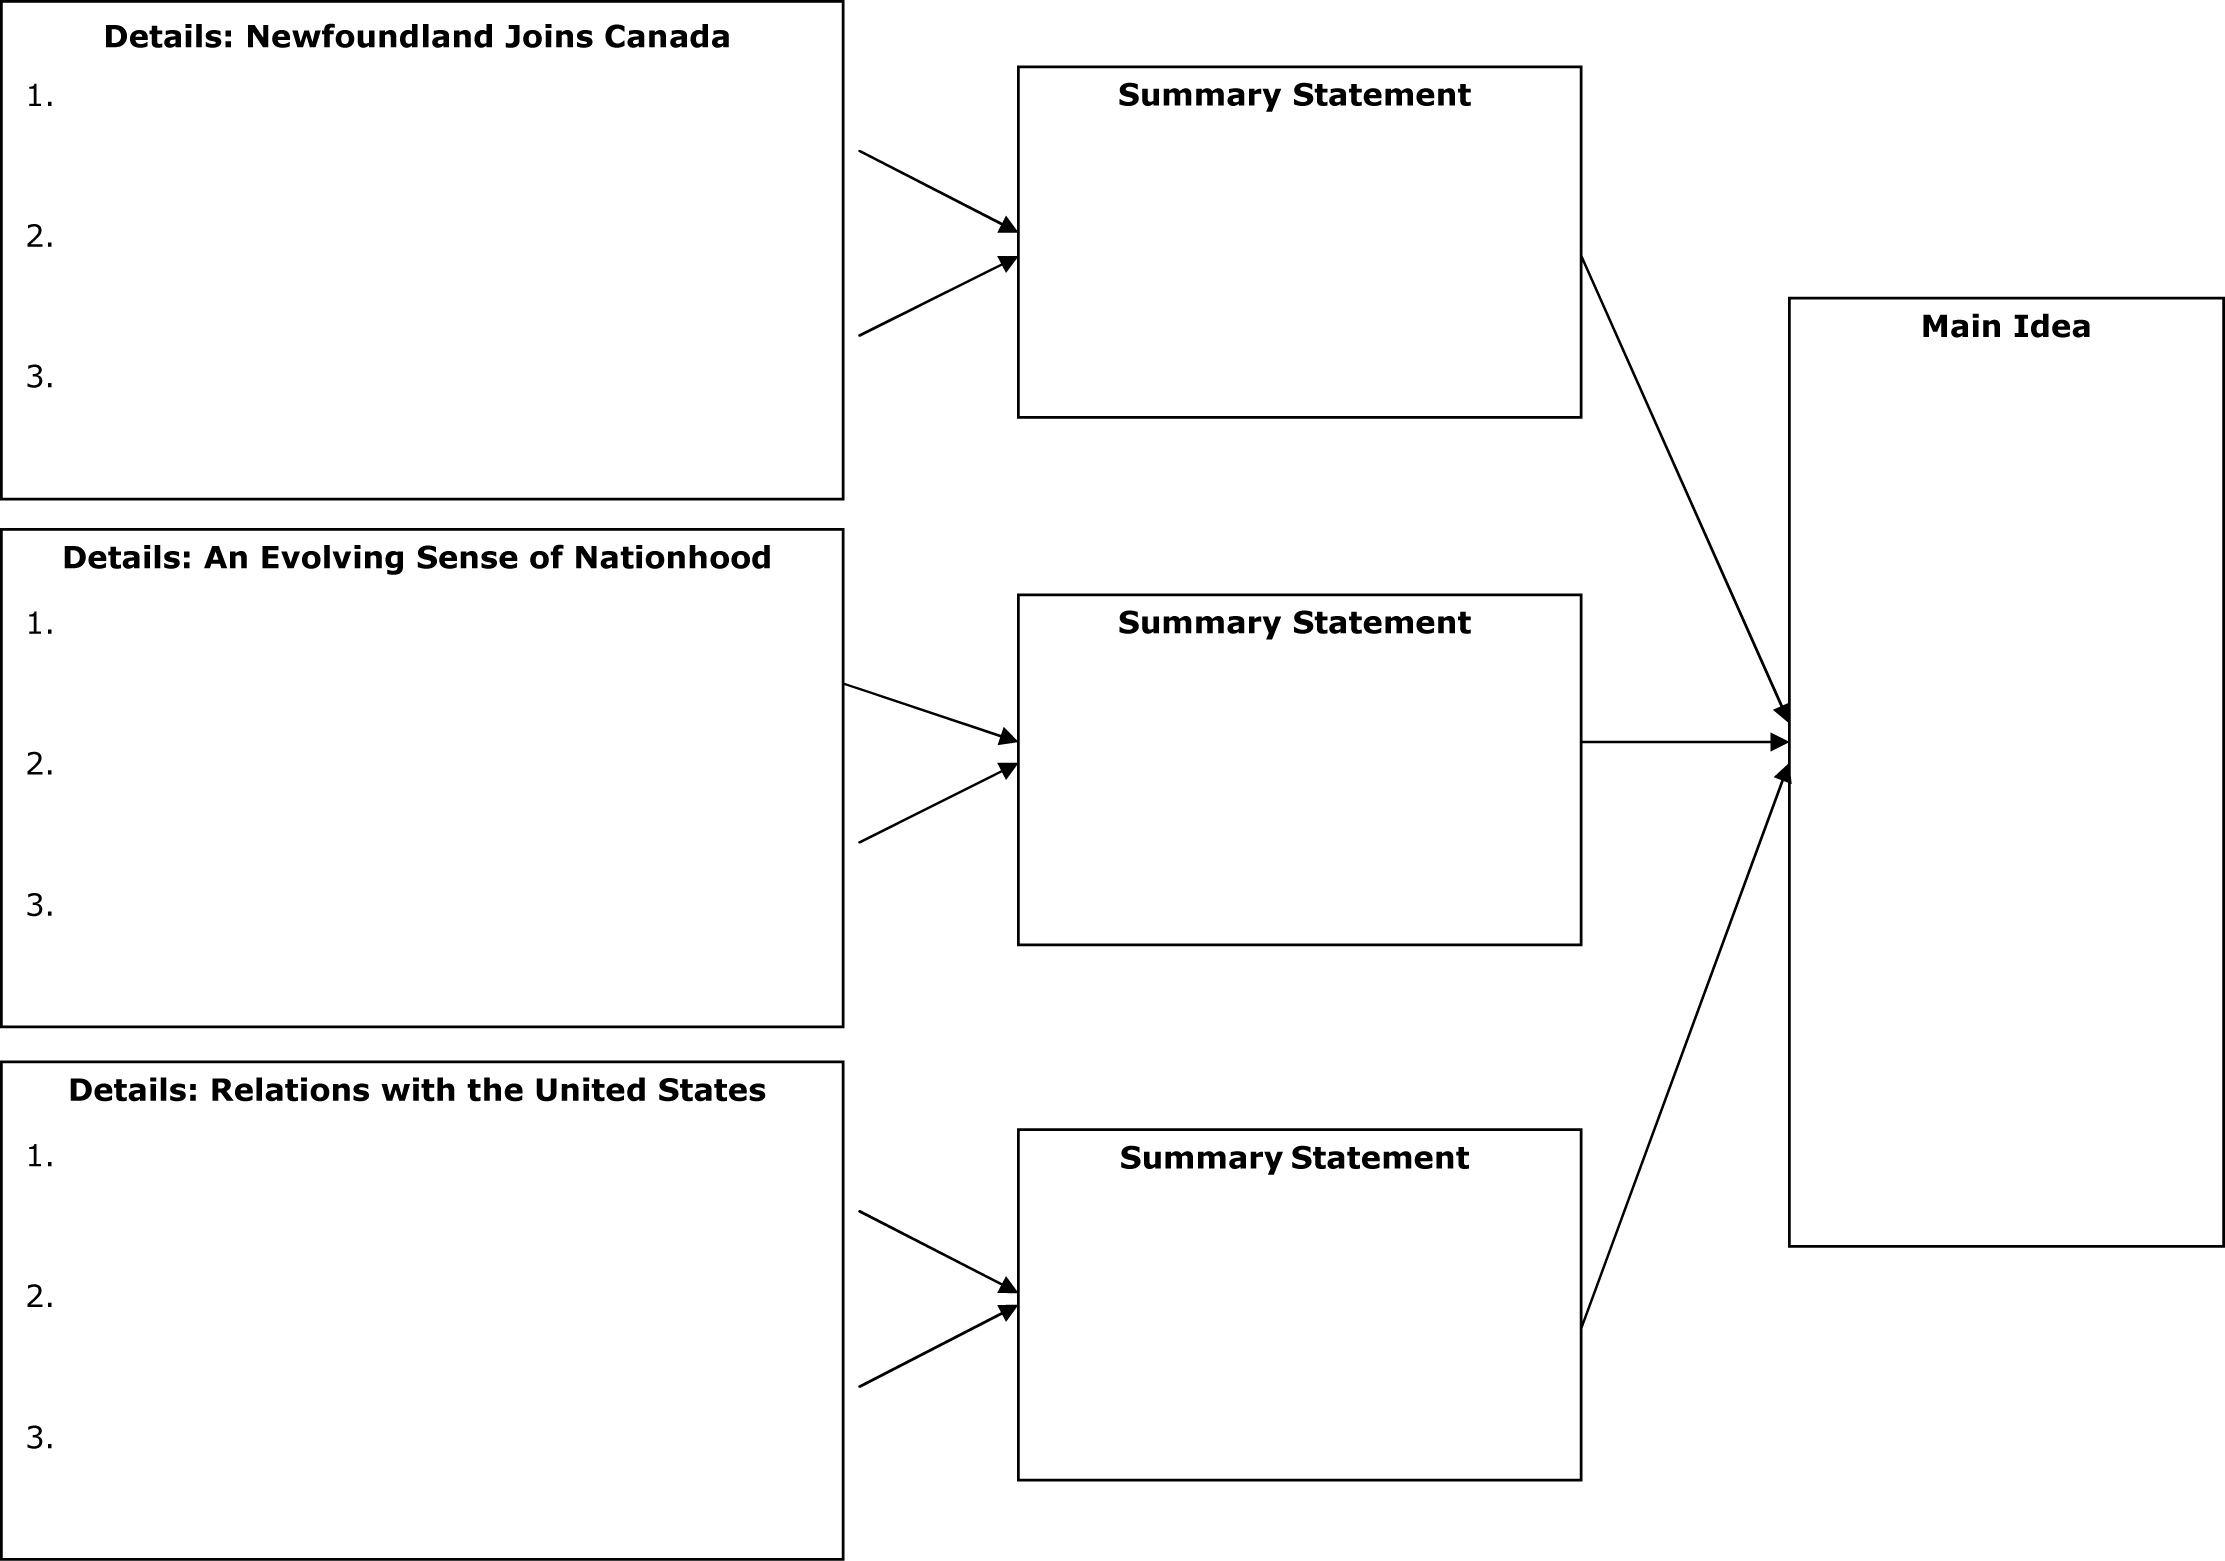 Details: Newfoundland Joins Canada
1.
2.
3.
Summary Statement
Details: An Evolving Sense of Nationhood
1.
2.
3.
Summary Statement
Details: Relations with the United States
1.
2.
3.
Summary Statement
Main Idea